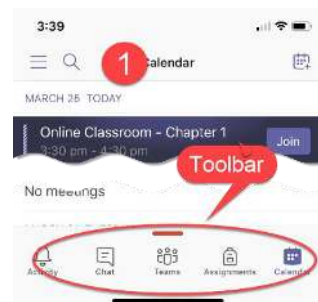 3:39
1 Calendar
MARCH 25 TODAY
Online Classroom - Chapter 1
3:30 pm - 4:30 pm
Join
Toolbar
No meetings
Activity Chat Teams Assignments Calendar